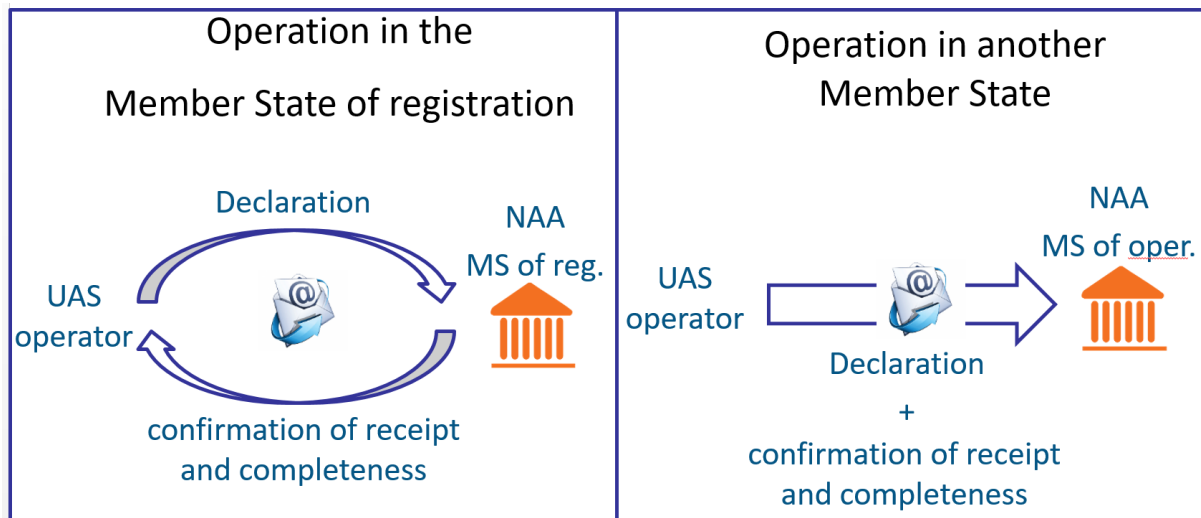 Operation in the
Member State of registration
Declaration
NAA
MS of reg.
UAS
operator
@
confirmation of receipt
and completeness
Operation in another
Member State
NAA
MS of oper.
UAS
operator
@
Declaration
+
confirmation of receipt
and completeness